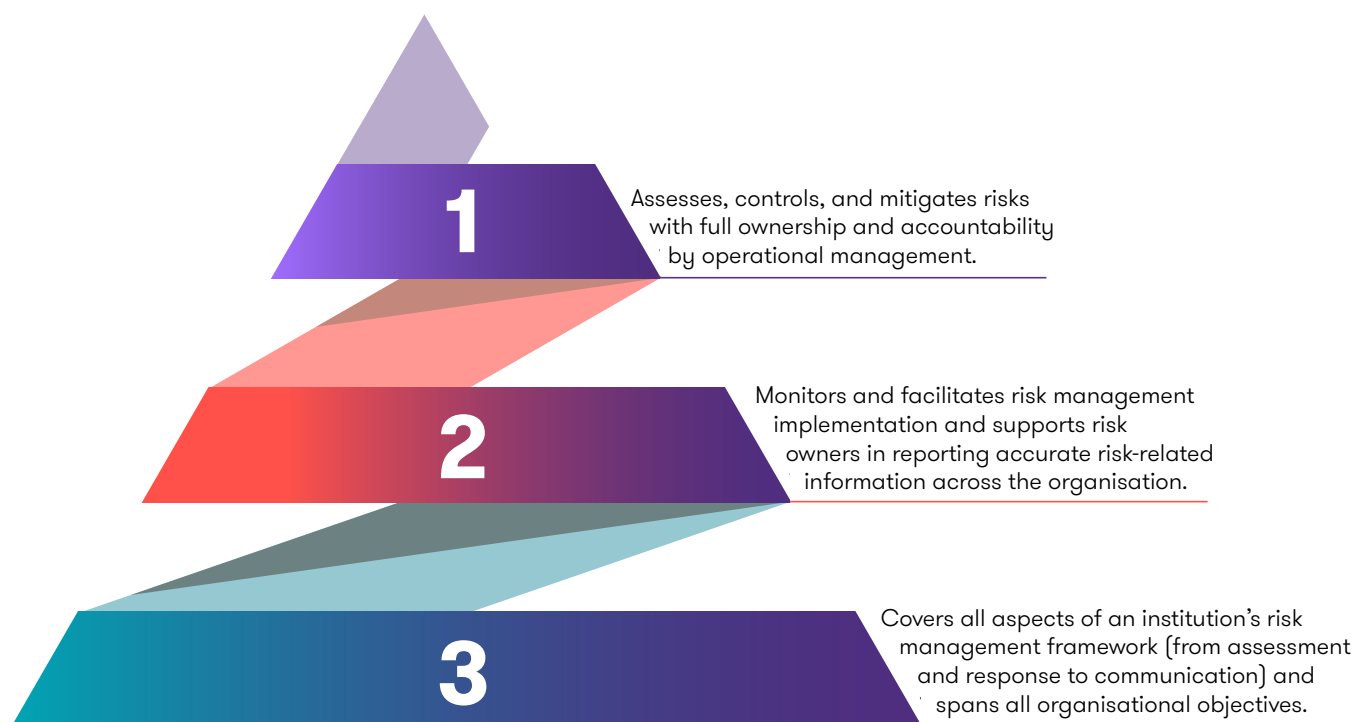 1
Assesses, controls, and mitigates risks
with full ownership and accountability
by operational management.
2
Monitors and facilitates risk management
implementation and supports risk
owners in reporting accurate risk-related
information across the organisation.
3
Covers all aspects of an institution’s risk
management framework (from assessment
and response to communication) and
spans all organisational objectives.